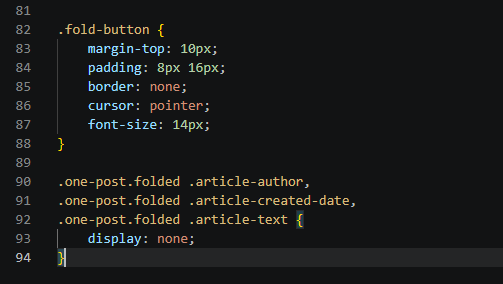 81
82 .fold-button {
83     margin-top: 10px;
84     padding: 8px 16px;
85     border: none;
86     cursor: pointer;
87     font-size: 14px;
88 }
89
90 .one-post.folded .article-author,
91 .one-post.folded .article-created-date,
92 .one-post.folded .article-text {
93     display: none;
94 }